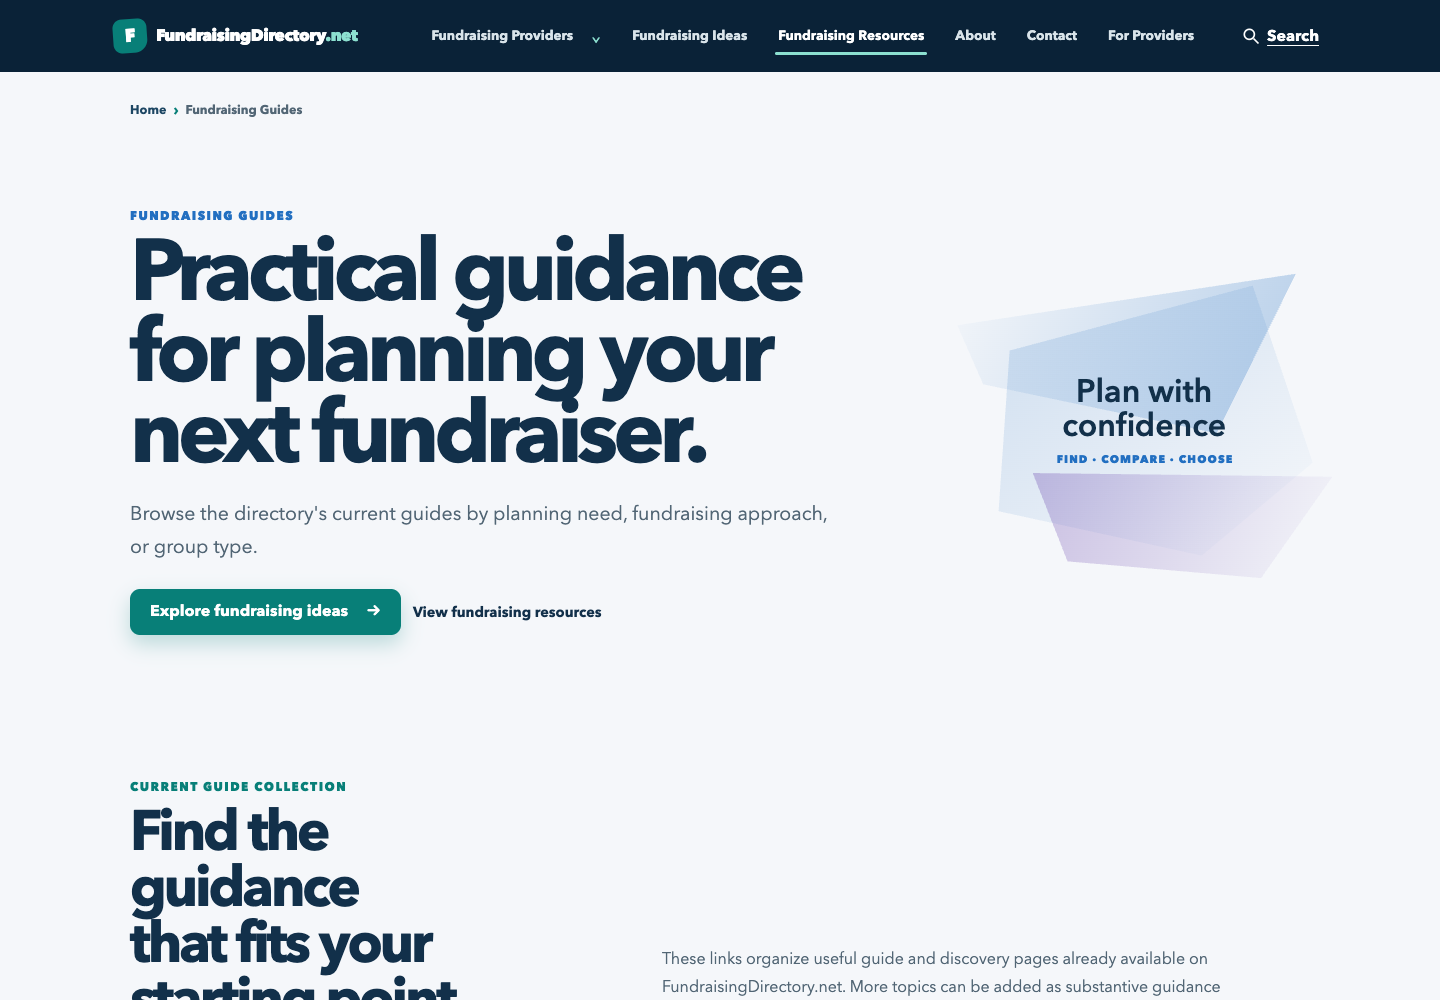 F FundraisingDirectory.net Fundraising Providers Fundraising Ideas Fundraising Resources About Contact For Providers Search
Home › Fundraising Guides
FUNDRAISING GUIDES
Practical guidance
for planning your
next fundraiser.
Browse the directory's current guides by planning need, fundraising approach,
or group type.
Explore fundraising ideas → View fundraising resources
Plan with
confidence
FIND · COMPARE · CHOOSE
CURRENT GUIDE COLLECTION
Find the
guidance
that fits your
starting point
These links organize useful guide and discovery pages already available on
FundraisingDirectory.net. More topics can be added as substantive guidance